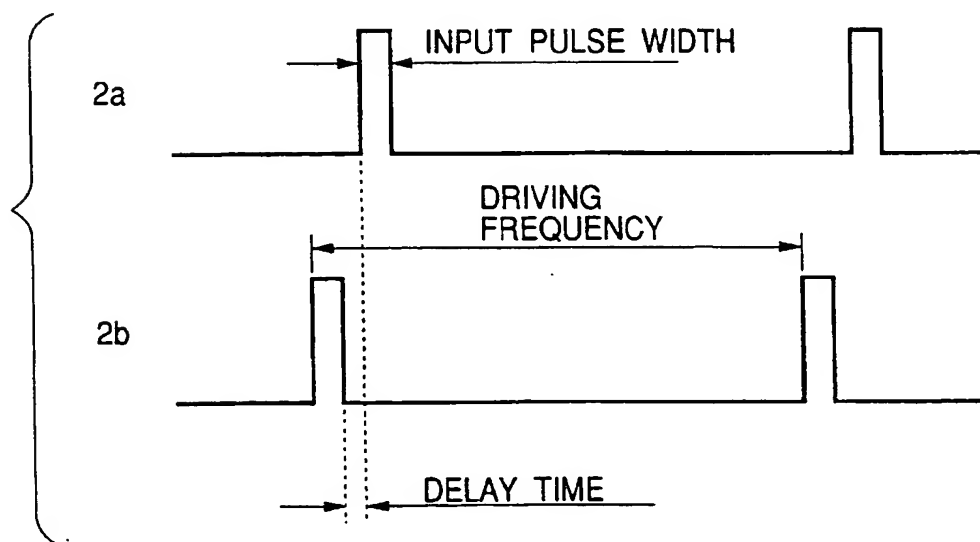 INPUT PULSE WIDTH
2a
DRIVING
FREQUENCY
2b
DELAY TIME